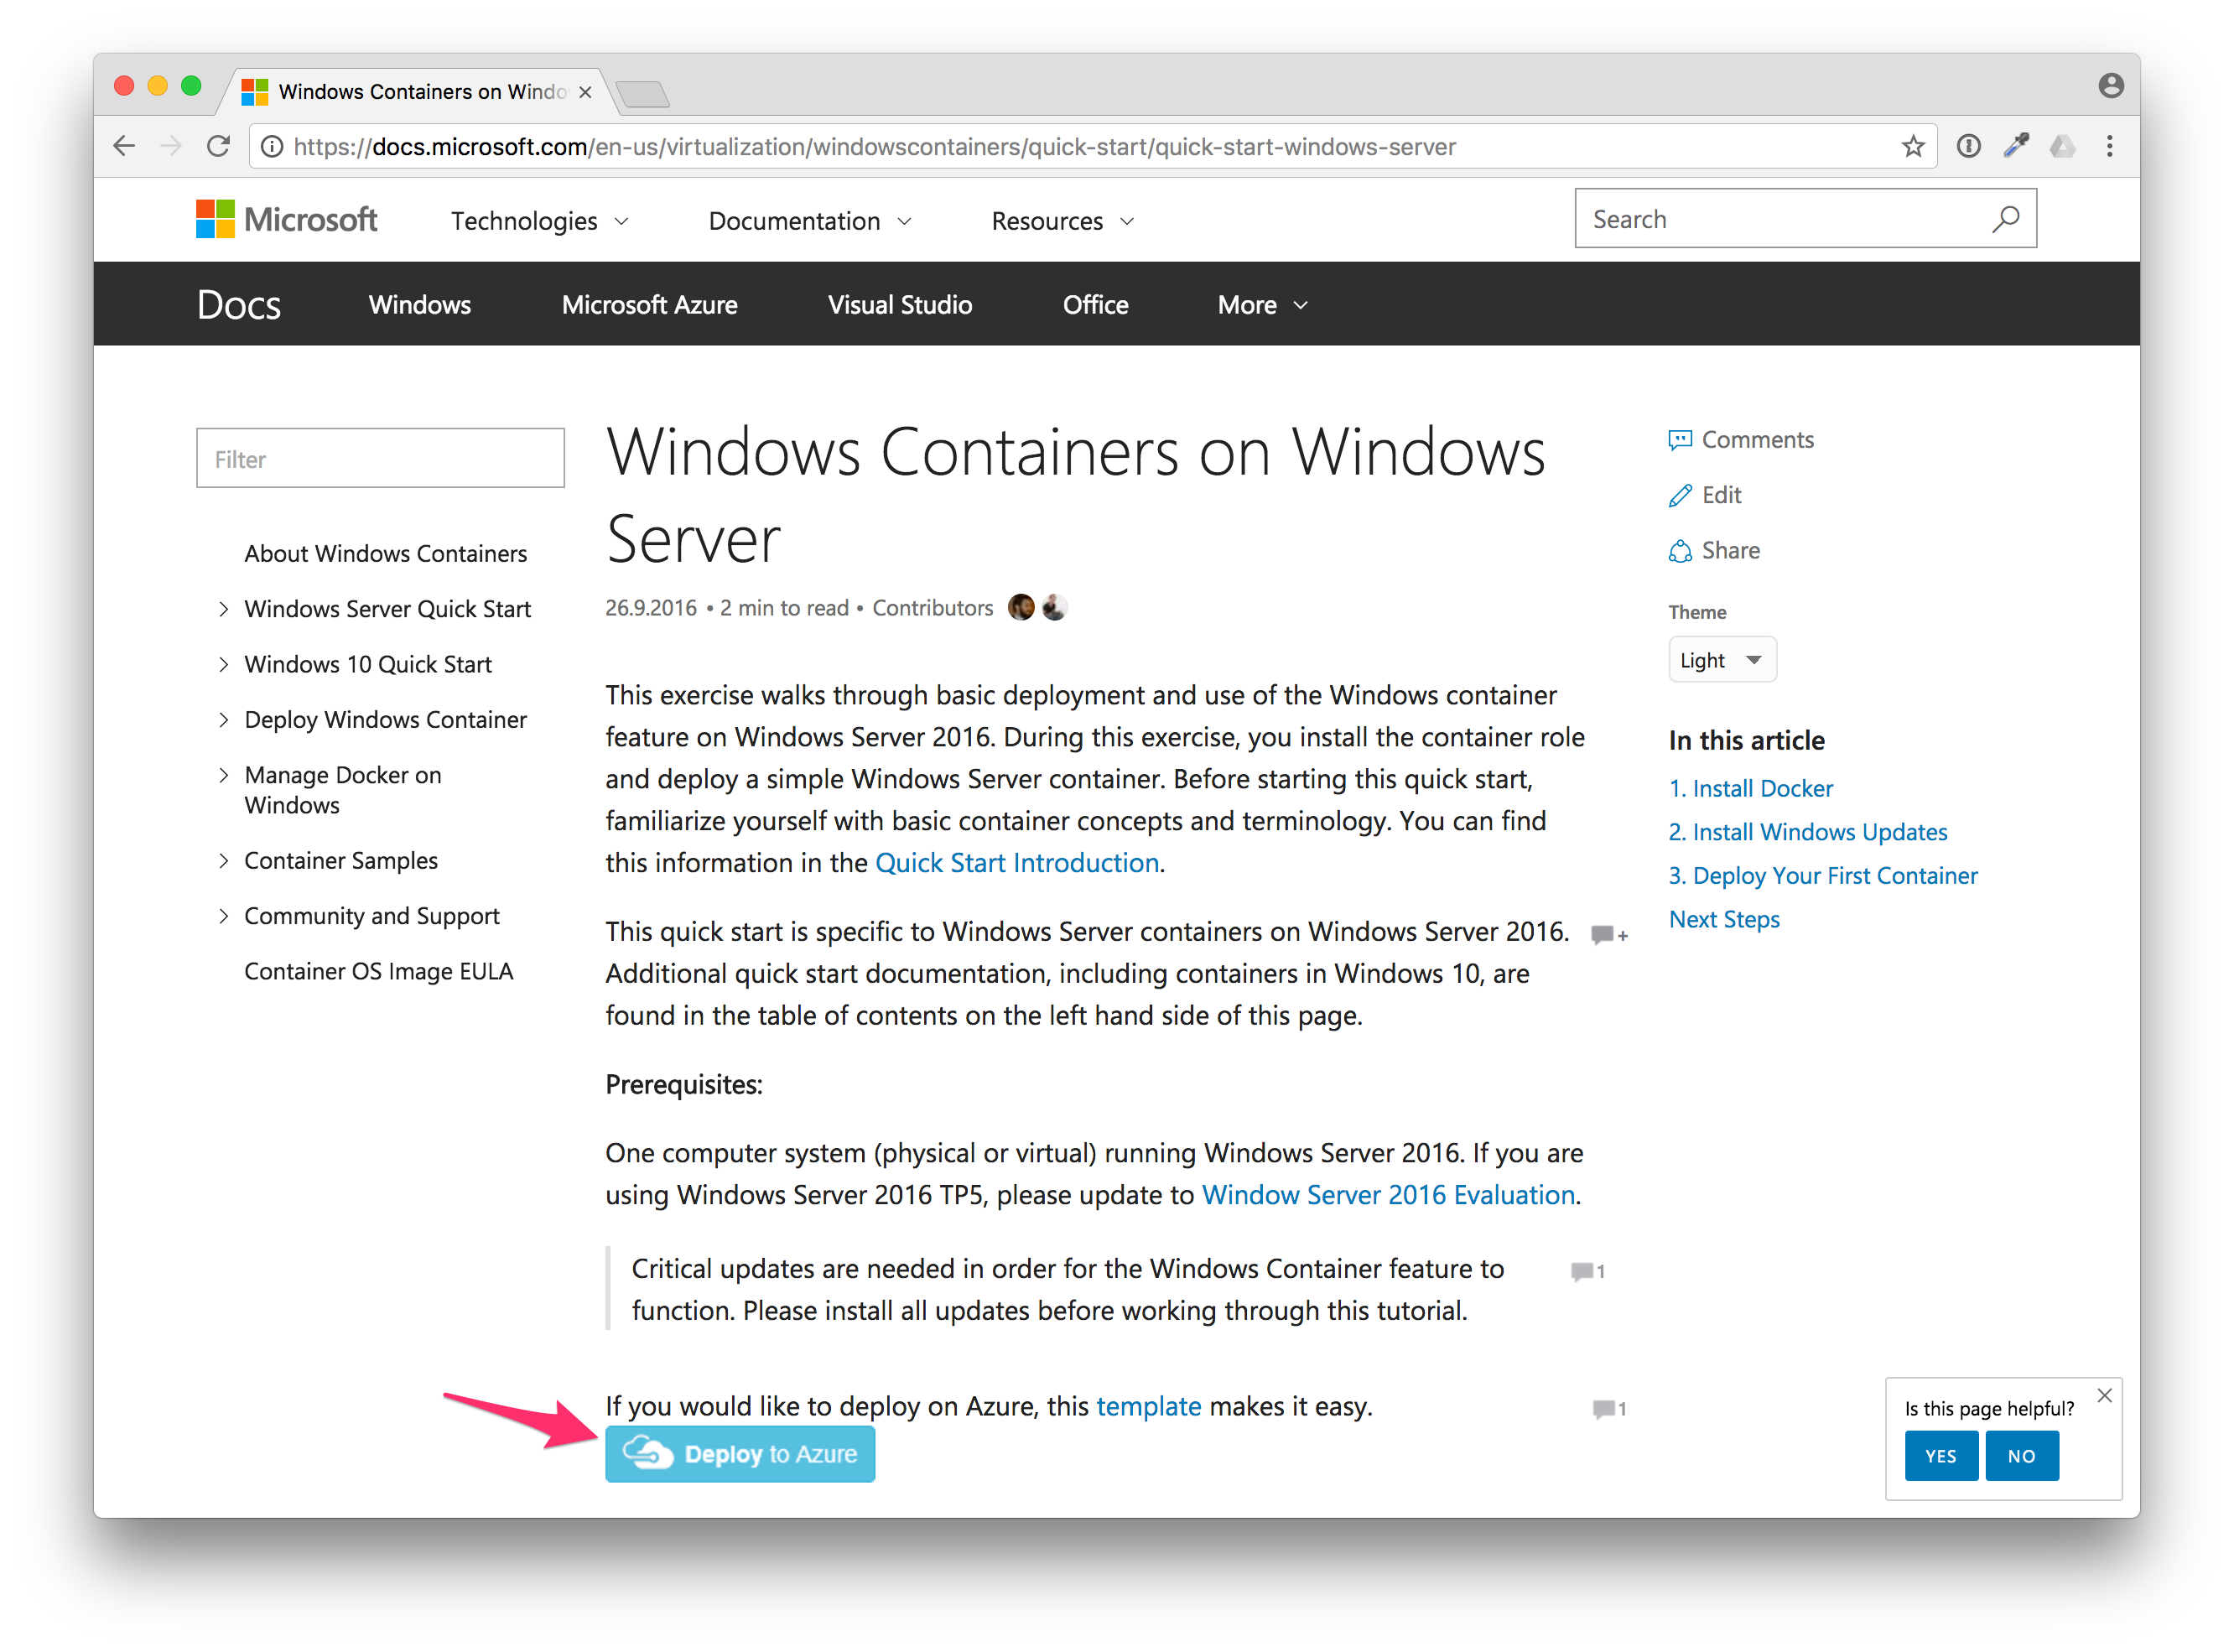 Windows Containers on Windo
https://docs.microsoft.com/en-us/virtualization/windowscontainers/quick-start/quick-start-windows-server
Microsoft
Technologies
Documentation
Resources
Search
Docs
Windows
Microsoft Azure
Visual Studio
Office
More
Filter
About Windows Containers
Windows Server Quick Start
Windows 10 Quick Start
Deploy Windows Container
Manage Docker on
Windows
Container Samples
Community and Support
Container OS Image EULA
Windows Containers on Windows
Server
26.9.2016 • 2 min to read • Contributors
This exercise walks through basic deployment and use of the Windows container
feature on Windows Server 2016. During this exercise, you install the container role
and deploy a simple Windows Server container. Before starting this quick start,
familiarize yourself with basic container concepts and terminology. You can find
this information in the Quick Start Introduction.
This quick start is specific to Windows Server containers on Windows Server 2016.
+
Additional quick start documentation, including containers in Windows 10, are
found in the table of contents on the left hand side of this page.
Prerequisites:
One computer system (physical or virtual) running Windows Server 2016. If you are
using Windows Server 2016 TP5, please update to Window Server 2016 Evaluation.
Critical updates are needed in order for the Windows Container feature to
1
function. Please install all updates before working through this tutorial.
If you would like to deploy on Azure, this template makes it easy.
1
Deploy to Azure
Comments
Edit
Share
Theme
Light
In this article
1. Install Docker
2. Install Windows Updates
3. Deploy Your First Container
Next Steps
Is this page helpful?
YES
NO